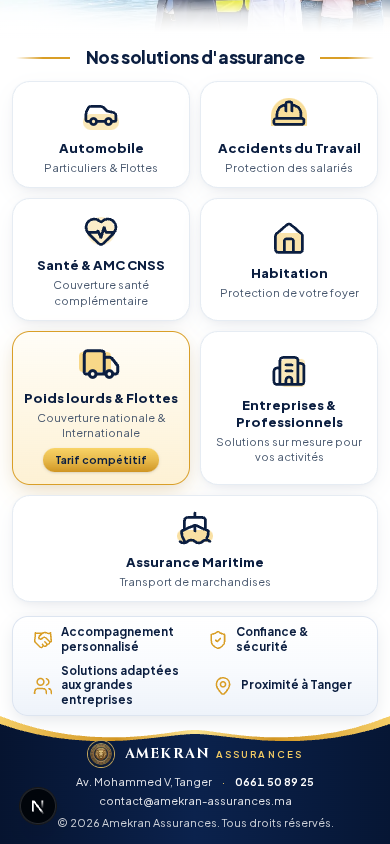 Nos solutions d'assurance
Automobile
Particuliers & Flottes
Accidents du Travail
Protection des salariés
Santé & AMC CNSS
Couverture santé
complémentaire
Habitation
Protection de votre foyer
Poids lourds & Flottes
Couverture nationale &
Internationale
Tarif compétitif
Entreprises &
Professionnels
Solutions sur mesure pour
vos activités
Assurance Maritime
Transport de marchandises
Accompagnement
personnalisé
Confiance &
sécurité
Solutions adaptées
aux grandes
entreprises
Proximité à Tanger
AMEKRAN ASSURANCES
Av. Mohammed V, Tanger · 0661 50 89 25
contact@amekran-assurances.ma
N
© 2026 Amekran Assurances. Tous droits réservés.